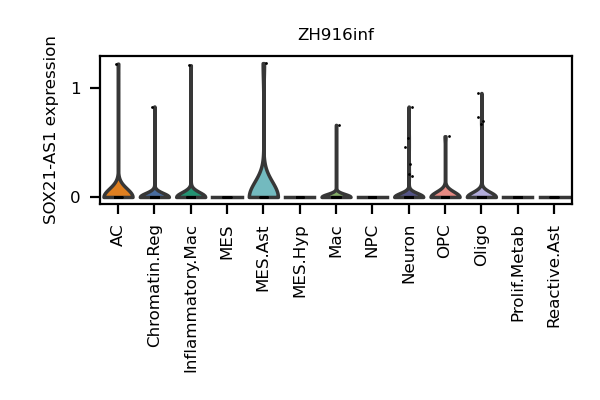 ZH916inf
SOX21-AS1 expression
1
0
AC
Chromatin.Reg
Inflammatory.Mac
MES
MES.Ast
MES.Hyp
Mac
NPC
Neuron
OPC
Oligo
Prolif.Metab
Reactive.Ast